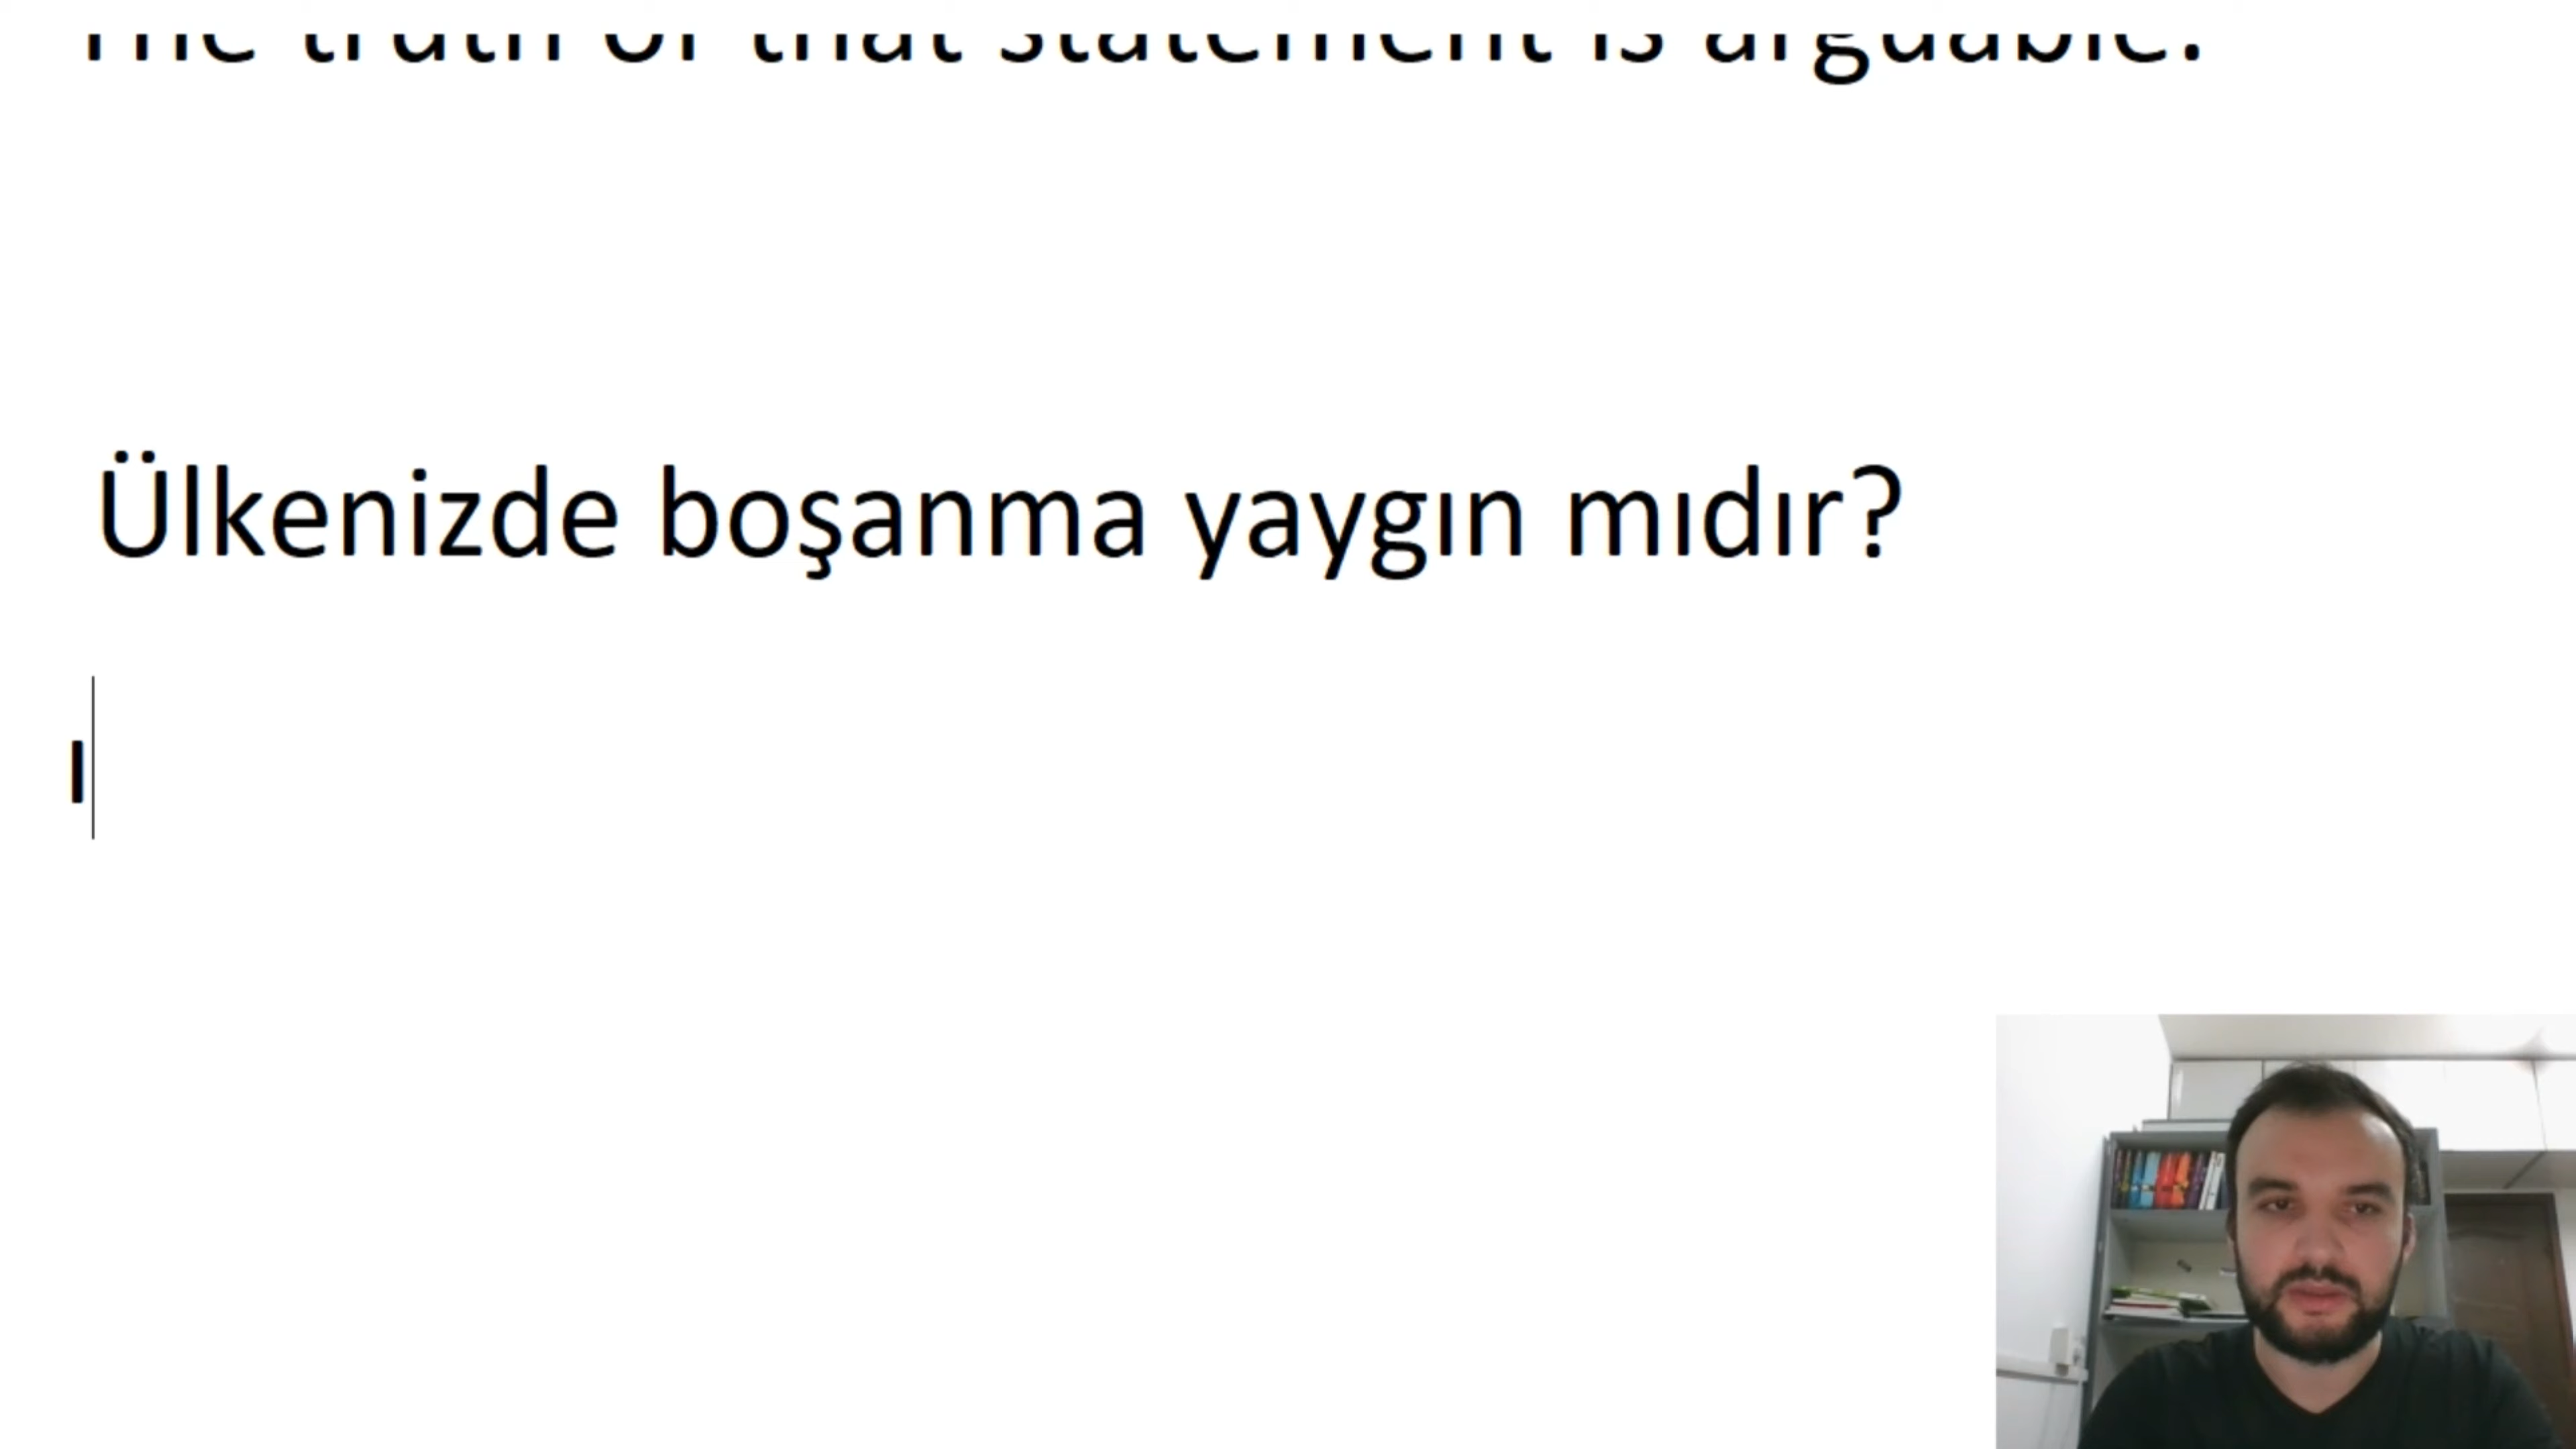 The truth of that statement is arguable.
Ülkenizde boşanma yaygın mıdır?
ı